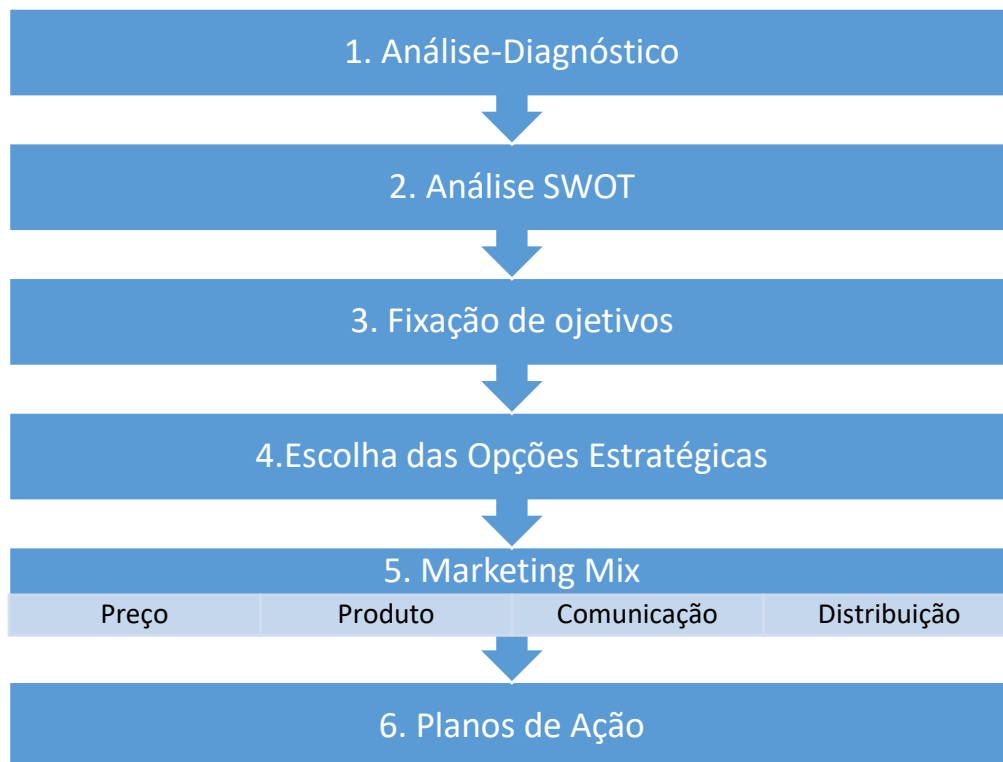 1. Análise-Diagnóstico
2. Análise SWOT
3. Fixação de ojetivos
4.Escolha das Opções Estratégicas
5. Marketing Mix
Preço Produto Comunicação Distribuição
6. Planos de Ação